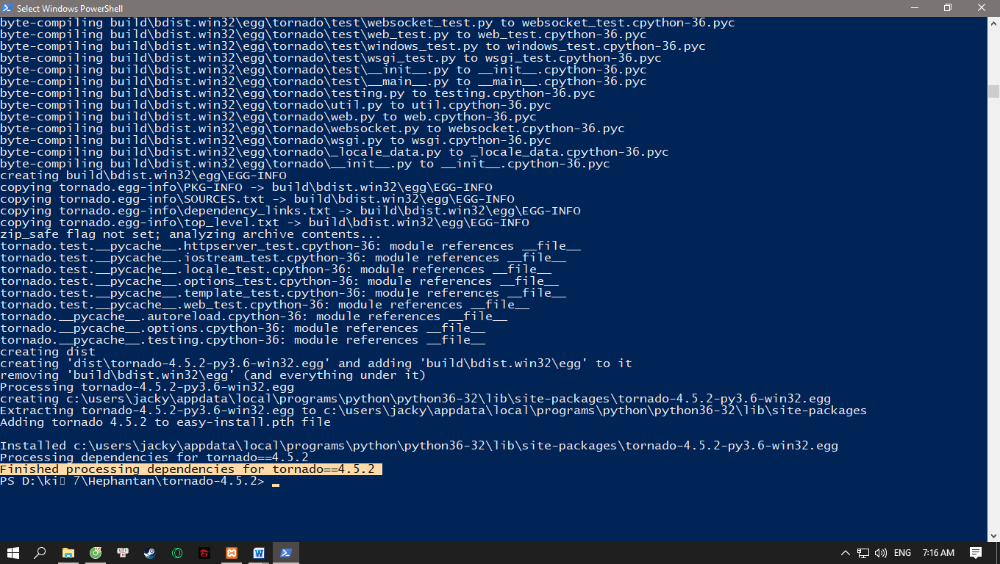 Select Windows PowerShell
byte-compiling build\bdist.win32\egg\tornado\test\websocket_test.py to websocket_test.cpython-36.pyc
byte-compiling build\bdist.win32\egg\tornado\test\web_test.py to web_test.cpython-36.pyc
byte-compiling build\bdist.win32\egg\tornado\test\windows_test.py to windows_test.cpython-36.pyc
byte-compiling build\bdist.win32\egg\tornado\test\wsgi_test.py to wsgi_test.cpython-36.pyc
byte-compiling build\bdist.win32\egg\tornado\test\__init__.py to __init__.cpython-36.pyc
byte-compiling build\bdist.win32\egg\tornado\test\__main__.py to __main__.cpython-36.pyc
byte-compiling build\bdist.win32\egg\tornado\testing.py to testing.cpython-36.pyc
byte-compiling build\bdist.win32\egg\tornado\util.py to util.cpython-36.pyc
byte-compiling build\bdist.win32\egg\tornado\web.py to web.cpython-36.pyc
byte-compiling build\bdist.win32\egg\tornado\websocket.py to websocket.cpython-36.pyc
byte-compiling build\bdist.win32\egg\tornado\wsgi.py to wsgi.cpython-36.pyc
byte-compiling build\bdist.win32\egg\tornado\_locale_data.py to _locale_data.cpython-36.pyc
byte-compiling build\bdist.win32\egg\tornado\__init__.py to __init__.cpython-36.pyc
creating build\bdist.win32\egg\EGG-INFO
copying tornado.egg-info\PKG-INFO -> build\bdist.win32\egg\EGG-INFO
copying tornado.egg-info\SOURCES.txt -> build\bdist.win32\egg\EGG-INFO
copying tornado.egg-info\dependency_links.txt -> build\bdist.win32\egg\EGG-INFO
copying tornado.egg-info\top_level.txt -> build\bdist.win32\egg\EGG-INFO
zip_safe flag not set; analyzing archive contents...
tornado.test.__pycache__.httpserver_test.cpython-36: module references __file__
tornado.test.__pycache__.iostream_test.cpython-36: module references __file__
tornado.test.__pycache__.locale_test.cpython-36: module references __file__
tornado.test.__pycache__.options_test.cpython-36: module references __file__
tornado.test.__pycache__.template_test.cpython-36: module references __file__
tornado.test.__pycache__.web_test.cpython-36: module references __file__
tornado.__pycache__.autoreload.cpython-36: module references __file__
tornado.__pycache__.options.cpython-36: module references __file__
tornado.__pycache__.testing.cpython-36: module references __file__
creating dist
creating 'dist\tornado-4.5.2-py3.6-win32.egg' and adding 'build\bdist.win32\egg' to it
removing 'build\bdist.win32\egg' (and everything under it)
Processing tornado-4.5.2-py3.6-win32.egg
creating c:\users\jacky\appdata\local\programs\python\python36-32\lib\site-packages\tornado-4.5.2-py3.6-win32.egg
Extracting tornado-4.5.2-py3.6-win32.egg to c:\users\jacky\appdata\local\programs\python\python36-32\lib\site-packages
Adding tornado 4.5.2 to easy-install.pth file
Installed c:\users\jacky\appdata\local\programs\python\python36-32\lib\site-packages\tornado-4.5.2-py3.6-win32.egg
Processing dependencies for tornado==4.5.2
Finished processing dependencies for tornado==4.5.2
PS D:\ki▯ 7\Hephantan\tornado-4.5.2>
ENG 7:16 AM